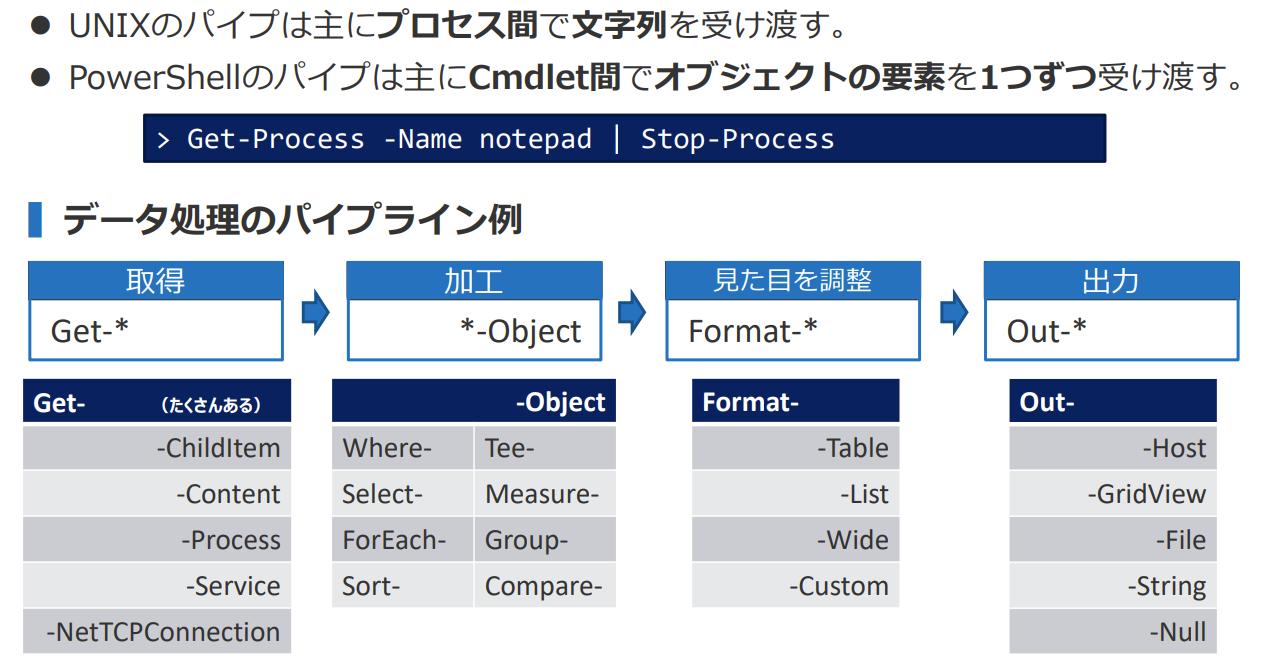 ● UNIXのパイプは主にプロセス間で文字列を受け渡す。
● PowerShellのパイプは主にCmdlet間でオブジェクトの要素を1つずつ受け渡す。
> Get-Process -Name notepad | Stop-Process
データ処理のパイプライン例
取得
Get-*
加工
*-Object
見た目を調整
Format-*
出力
Out-*
Get- （たくさんある）
-ChildItem
-Content
-Process
-Service
-NetTCPConnection
-Object
Where- Tee-
Select- Measure-
ForEach- Group-
Sort- Compare-
Format-
-Table
-List
-Wide
-Custom
Out-
-Host
-GridView
-File
-String
-Null